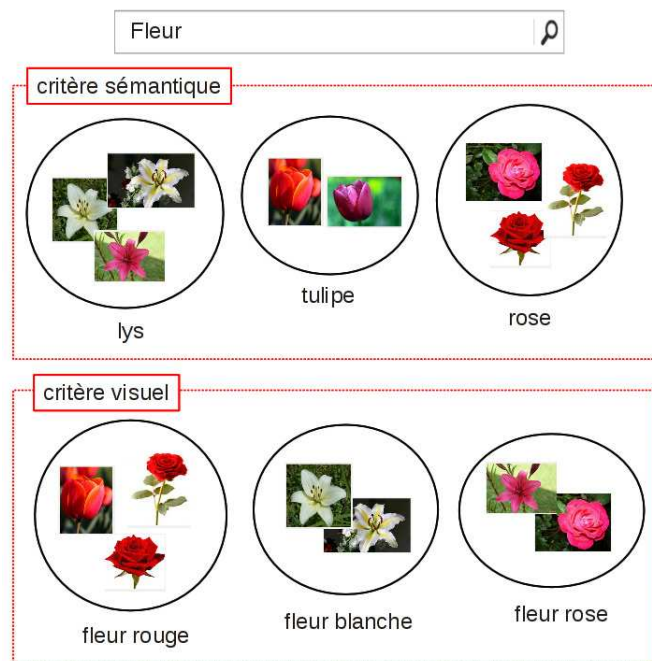 Fleur
critère sémantique
lys
tulipe
rose
critère visuel
fleur rouge
fleur blanche
fleur rose